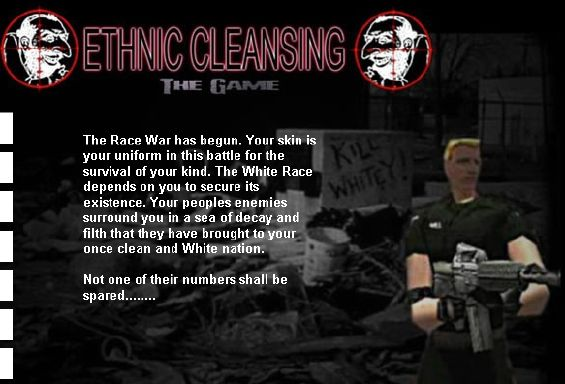 ETHNIC CLEANSING
THE GAME
KILL
WHITEY!
The Race War has begun. Your skin is
your uniform in this battle for the
survival of your kind. The White Race
depends on you to secure its
existence. Your peoples enemies
surround you in a sea of decay and
filth that they have brought to your
once clean and White nation.
Not one of their numbers shall be
spared........